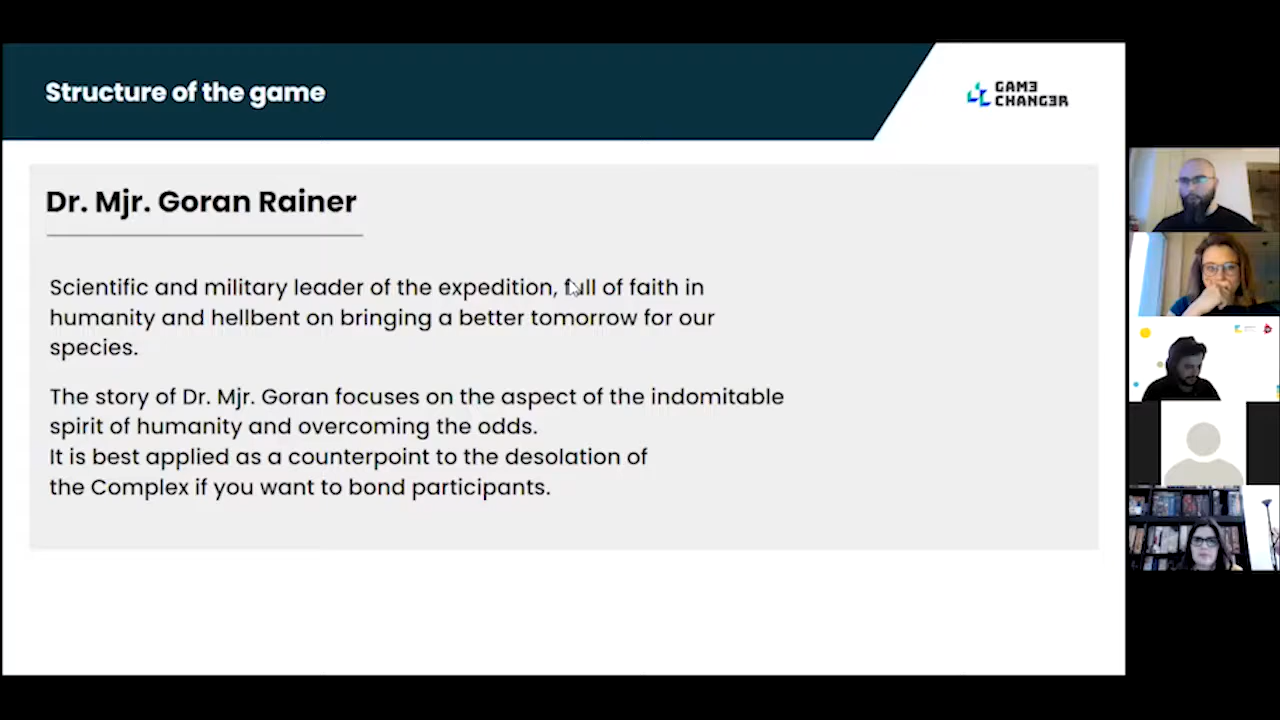 Structure of the game
GAMƎ
CHANGƎR
Dr. Mjr. Goran Rainer
Scientific and military leader of the expedition, full of faith in
humanity and hellbent on bringing a better tomorrow for our
species.
The story of Dr. Mjr. Goran focuses on the aspect of the indomitable
spirit of humanity and overcoming the odds.
It is best applied as a counterpoint to the desolation of
the Complex if you want to bond participants.